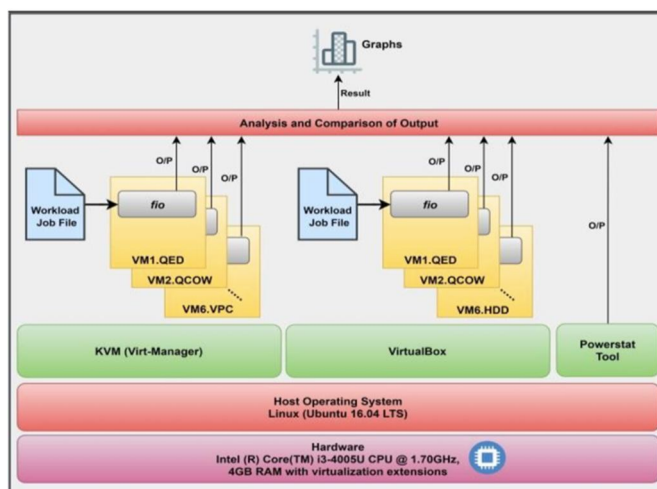 Graphs
Result
Analysis and Comparison of Output
O/P
O/P
O/P
O/P
O/P
O/P
O/P
Workload
Job File
fio
VM1.QED
VM2.QCOW
VM6.VPC
Workload
Job File
fio
VM1.QED
VM2.QCOW
VM6.HDD
KVM (Virt-Manager)
VirtualBox
Powerstat
Tool
Host Operating System
Linux (Ubuntu 16.04 LTS)
Hardware
Intel (R) Core(TM) i3-4005U CPU @ 1.70GHz,
4GB RAM with virtualization extensions